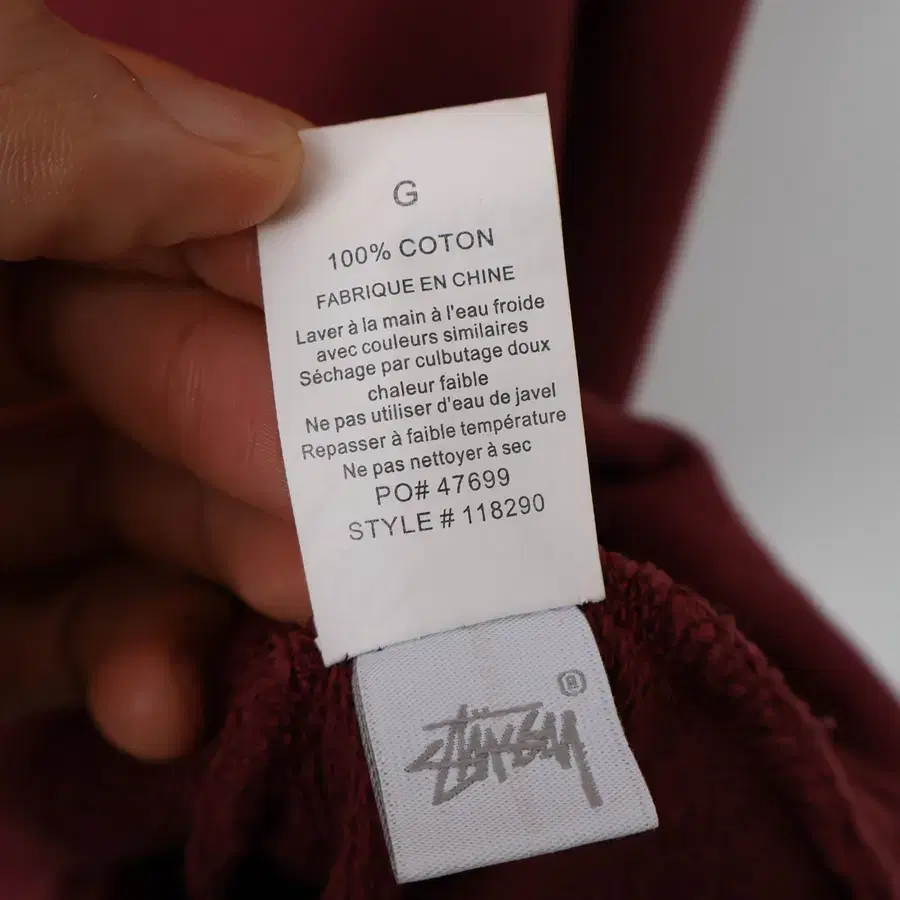 G
100% COTON
FABRIQUE EN CHINE
Laver à la main à l'eau froide
avec couleurs similaires
Séchage par culbutage doux
chaleur faible
Ne pas utiliser d'eau de javel
Repasser à faible température
Ne pas nettoyer à sec
PO# 47699
STYLE # 118290
Stüssy
®